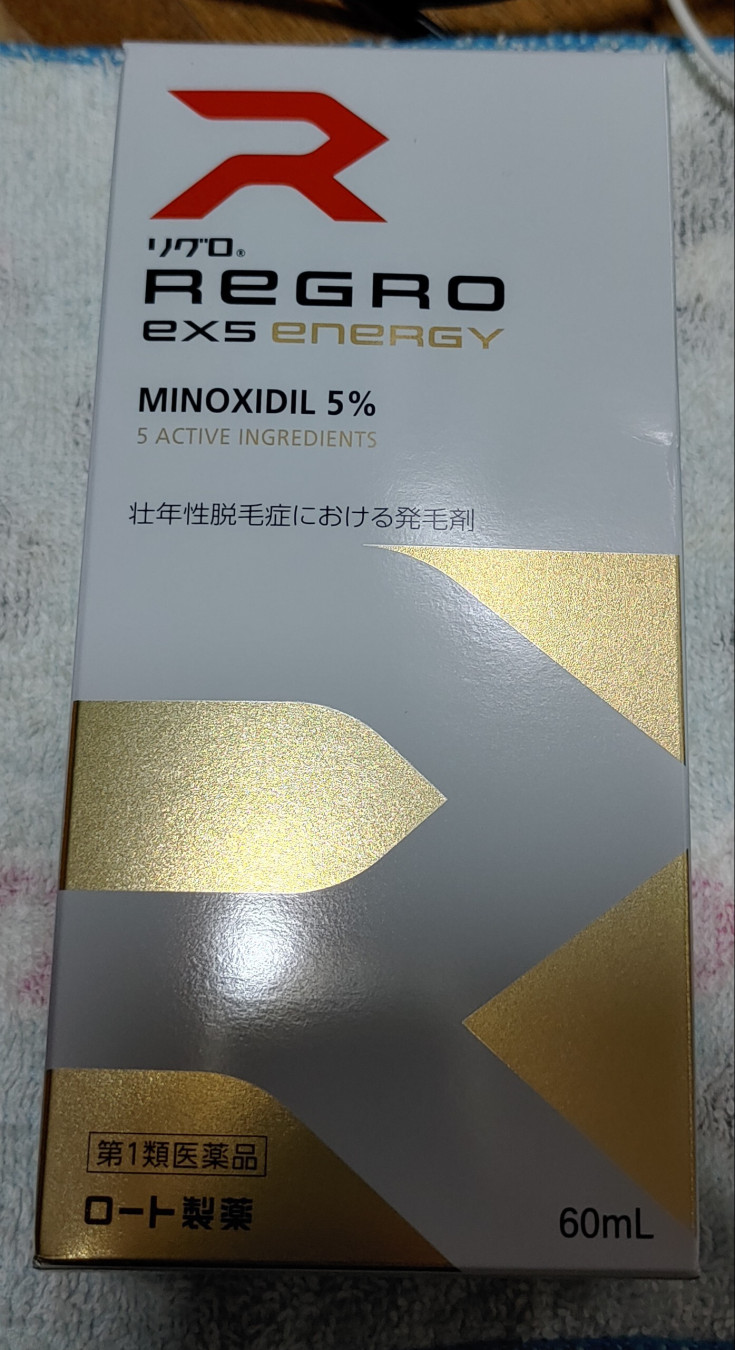 リグロ®
REGRO
EX5 ENERGY
MINOXIDIL 5%
5 ACTIVE INGREDIENTS
壮年性脱毛症における発毛剤
第1類医薬品
ロート製薬
60mL